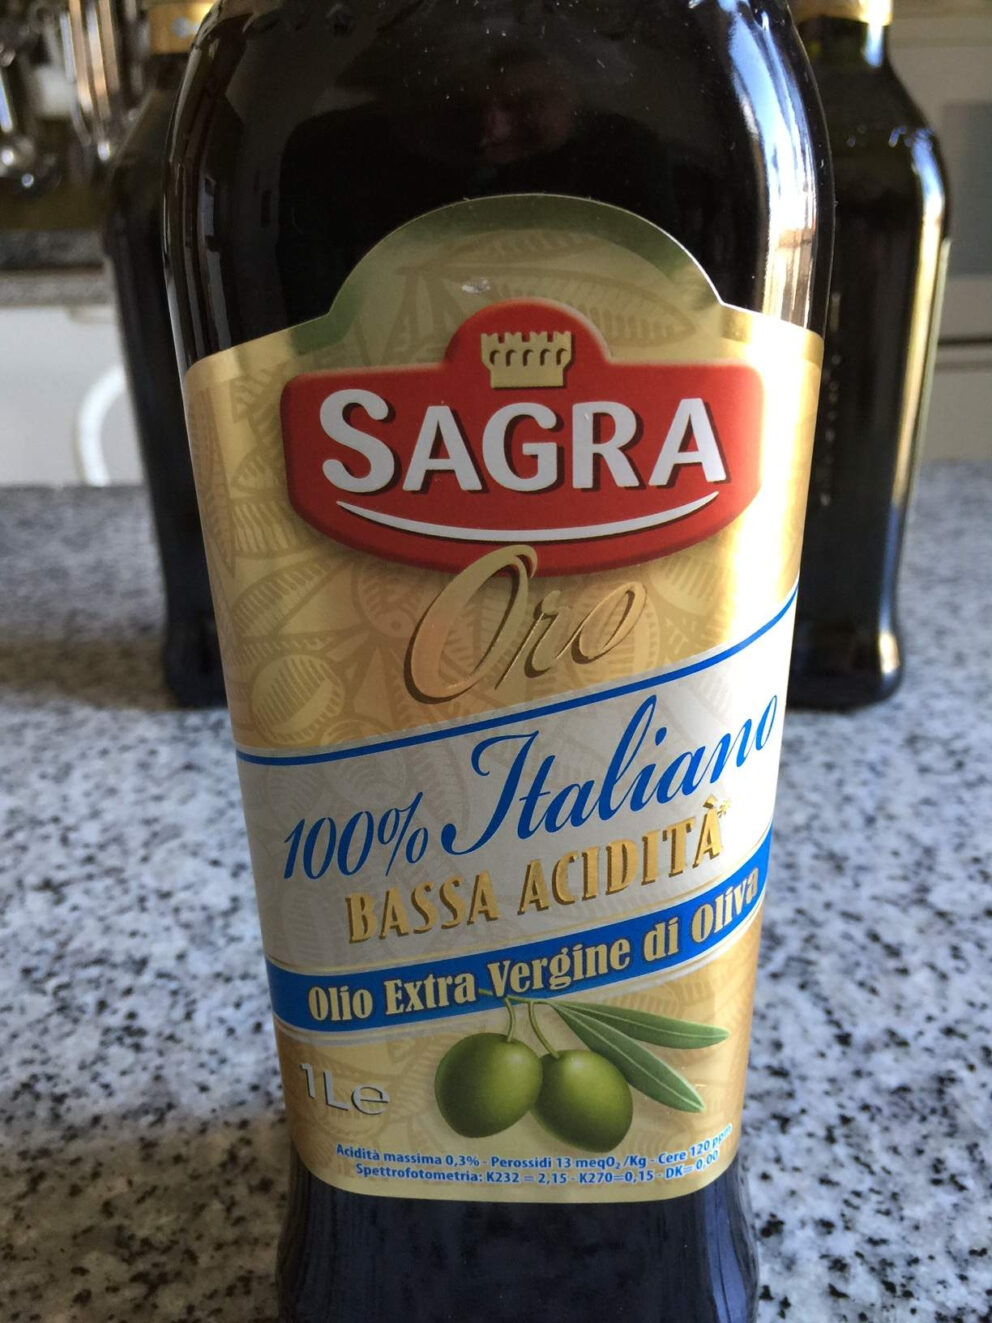 SAGRA
Oro
100% Italiano
BASSA ACIDITÀ**
Olio Extra Vergine di Oliva
1L e
Acidità massima 0,3% - Perossidi 13 meqO₂/Kg - Cere 120 ppm
Spettrofotometria: K232 = 2,15 - K270=0,15 - DK= 0,00